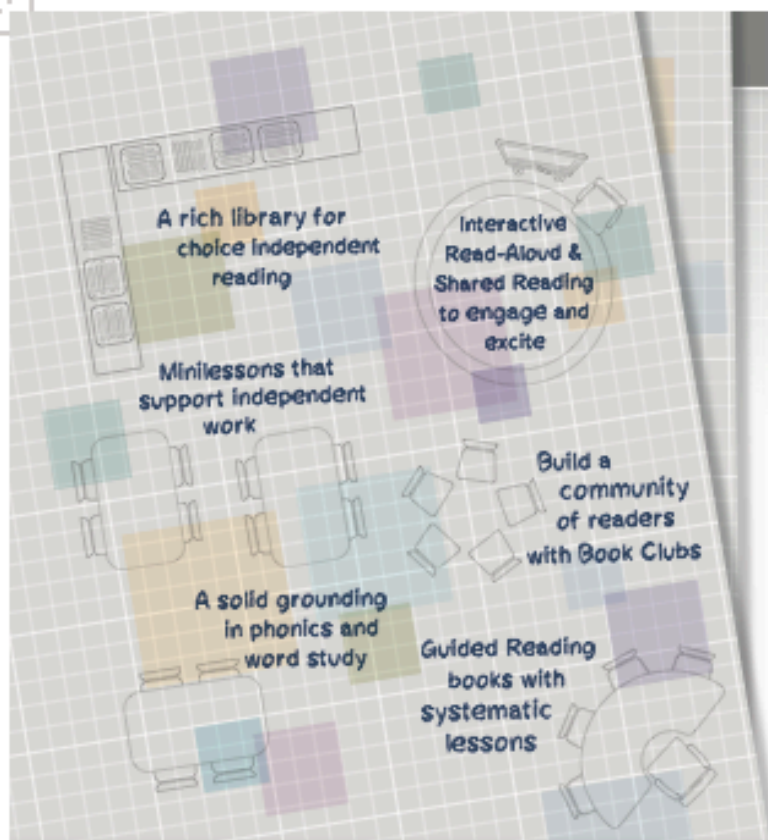 A rich library for
choice independent
reading
Interactive
Read-Aloud &
Shared Reading
to engage and
excite
Minilessons that
support independent
work
Build a
community
of readers
with Book Clubs
A solid grounding
in phonics and
word study
Guided Reading
books with
systematic
lessons